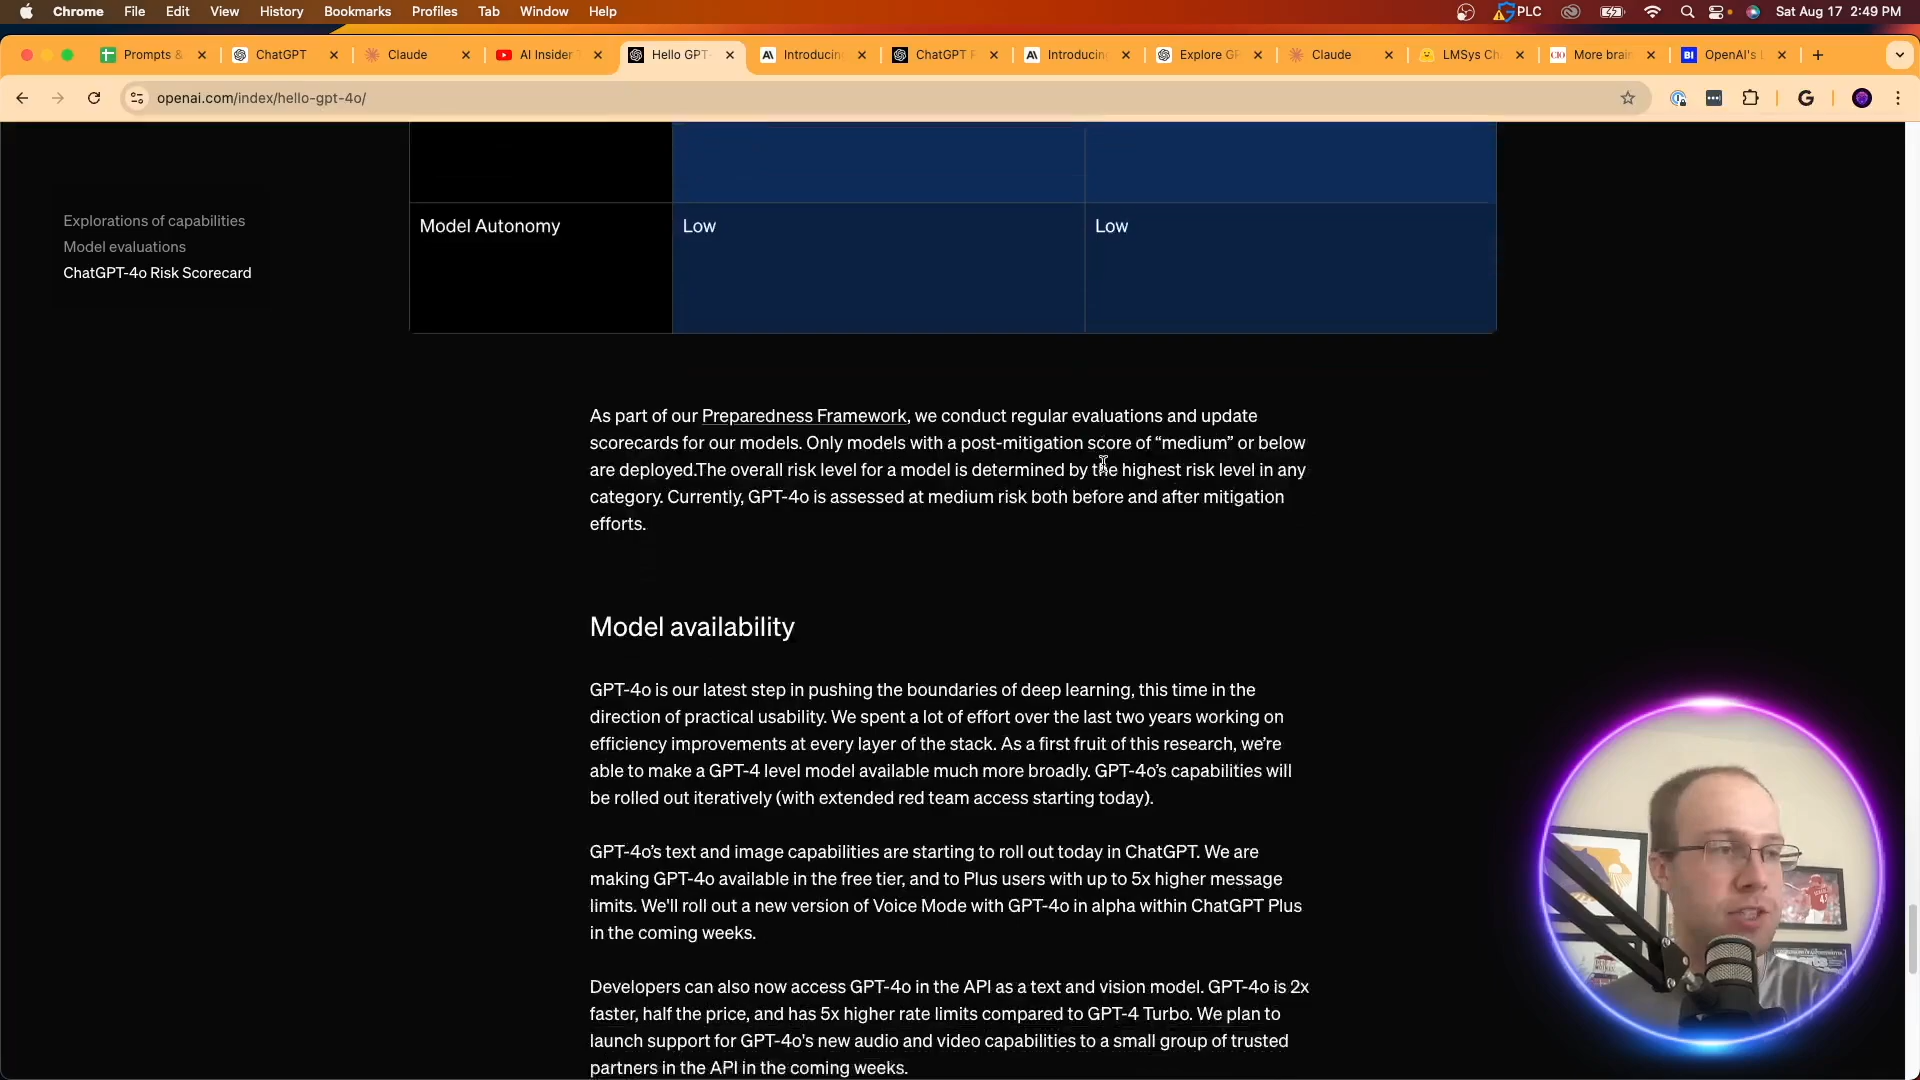 Chrome File Edit View History Bookmarks Profiles Tab Window Help PLC Sat Aug 17 2:49 PM
Prompts & ChatGPT Claude AI Insider Hello GPT- Introducin ChatGPT Introducin Explore GP Claude LMSys Ch More brain OpenAI's
openai.com/index/hello-gpt-4o/
Explorations of capabilities
Model evaluations
ChatGPT-4o Risk Scorecard
Model Autonomy Low Low
As part of our Preparedness Framework, we conduct regular evaluations and update
scorecards for our models. Only models with a post-mitigation score of “medium” or below
are deployed.The overall risk level for a model is determined by the highest risk level in any
category. Currently, GPT-4o is assessed at medium risk both before and after mitigation
efforts.
Model availability
GPT-4o is our latest step in pushing the boundaries of deep learning, this time in the
direction of practical usability. We spent a lot of effort over the last two years working on
efficiency improvements at every layer of the stack. As a first fruit of this research, we’re
able to make a GPT-4 level model available much more broadly. GPT-4o’s capabilities will
be rolled out iteratively (with extended red team access starting today).
GPT-4o’s text and image capabilities are starting to roll out today in ChatGPT. We are
making GPT-4o available in the free tier, and to Plus users with up to 5x higher message
limits. We'll roll out a new version of Voice Mode with GPT-4o in alpha within ChatGPT Plus
in the coming weeks.
Developers can also now access GPT-4o in the API as a text and vision model. GPT-4o is 2x
faster, half the price, and has 5x higher rate limits compared to GPT-4 Turbo. We plan to
launch support for GPT-4o's new audio and video capabilities to a small group of trusted
partners in the API in the coming weeks.